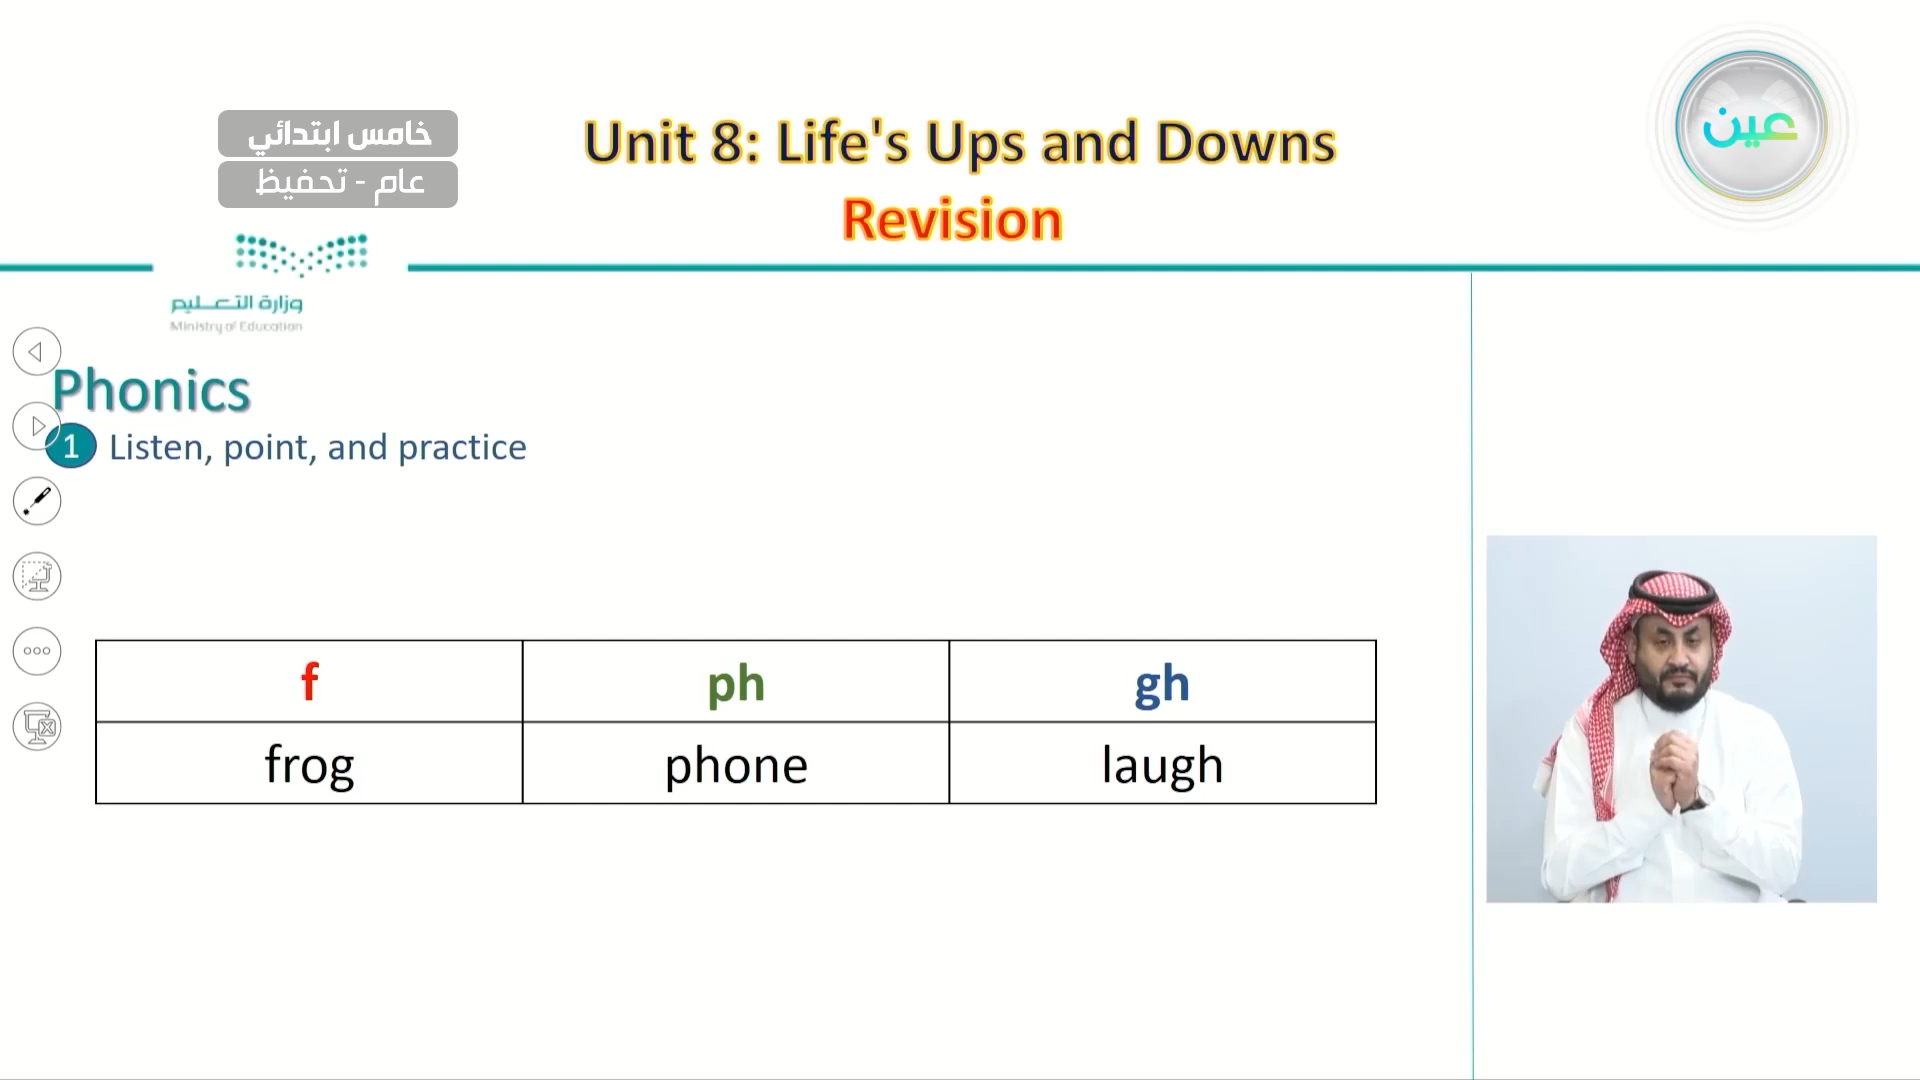 خامس ابتدائي
عام - تحفيظ
Unit 8: Life's Ups and Downs
Revision
عين
وزارة التعليم
Ministry of Education
Phonics
1 Listen, point, and practice
f ph gh
frog phone laugh